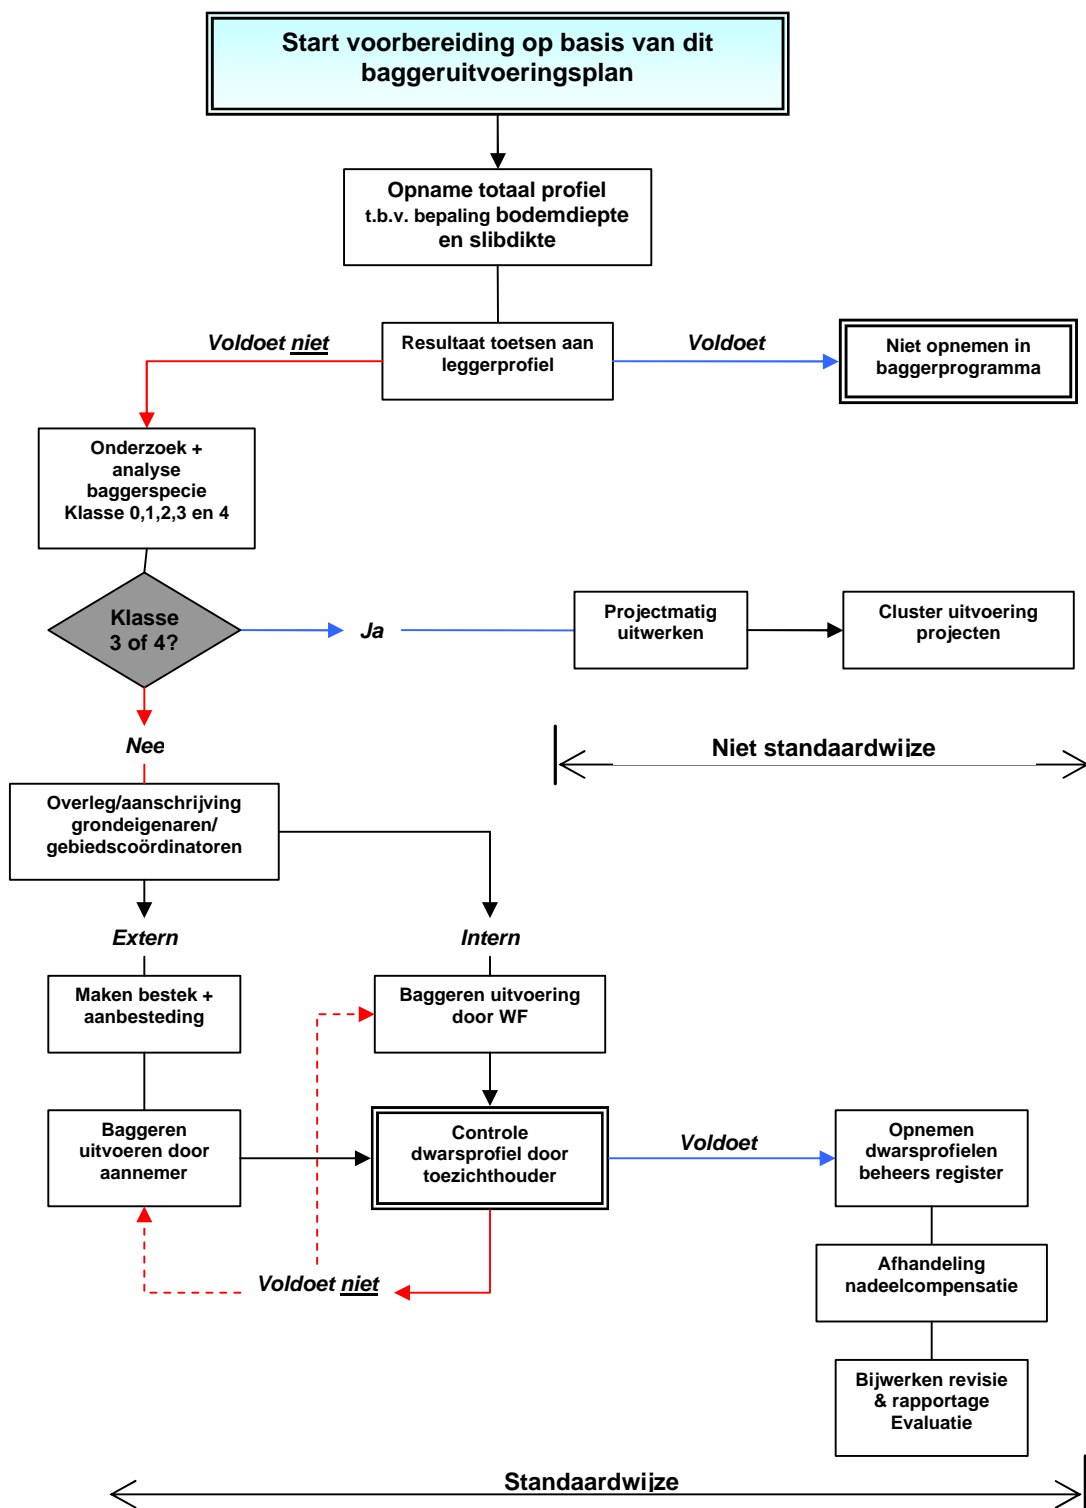 Start voorbereiding op basis van dit
baggeruitvoeringsplan
Opname totaal profiel
t.b.v. bepaling bodemdiepte
en slibdikte
Voldoet niet
Resultaat toetsen aan
leggerprofiel
Voldoet
Niet opnemen in
baggerprogramma
Onderzoek +
analyse
baggerspecie
Klasse 0,1,2,3 en 4
Klasse
3 of 4?
Ja
Projectmatig
uitwerken
Cluster uitvoering
projecten
Nee
Niet standaardwijze
Overleg/aanschrijving
grondeigenaren/
gebiedscoördinatoren
Extern
Intern
Maken bestek +
aanbesteding
Baggeren uitvoering
door WF
Baggeren
uitvoeren door
aannemer
Controle
dwarsprofiel door
toezichthouder
Voldoet
Opnemen
dwarsprofielen
beheers register
Voldoet niet
Afhandeling
nadeelcompensatie
Bijwerken revisie
& rapportage
Evaluatie
Standaardwijze